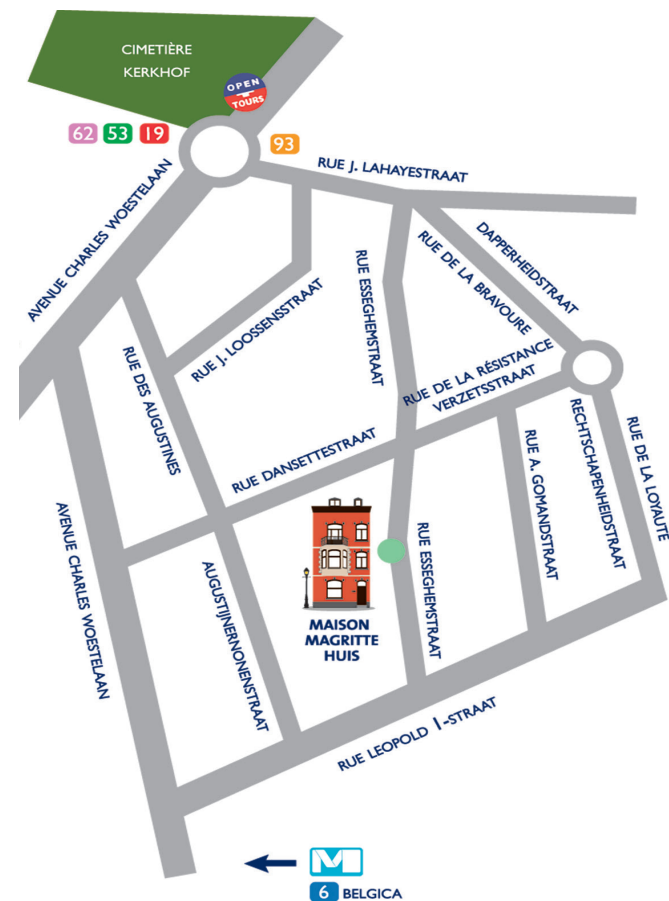 CIMETIÈRE
KERKHOF
OPEN
TOURS
62 53 19
93
RUE J. LAHAYESTRAAT
AVENUE CHARLES WOESTELAAN
DAPPERHEIDSTRAAT
RUE DE LA BRAVOURE
RUE ESSEGHEMSTRAAT
RUE J. LOOSSENSSTRAAT
RUE DES AUGUSTINES
RUE DE LA RÉSISTANCE
VERZETSSTRAAT
RUE DANSETTESTRAAT
RECHTSCHAPENHEIDSTRAAT
RUE DE LA LOYAUTE
RUE A. GOMANDSTRAAT
AVENUE CHARLES WOESTELAAN
AUGUSTIJNERNONENSTRAAT
RUE ESSEGHEMSTRAAT
MAISON
MAGRITTE
HUIS
RUE LEOPOLD I-STRAAT
M
6 BELGICA